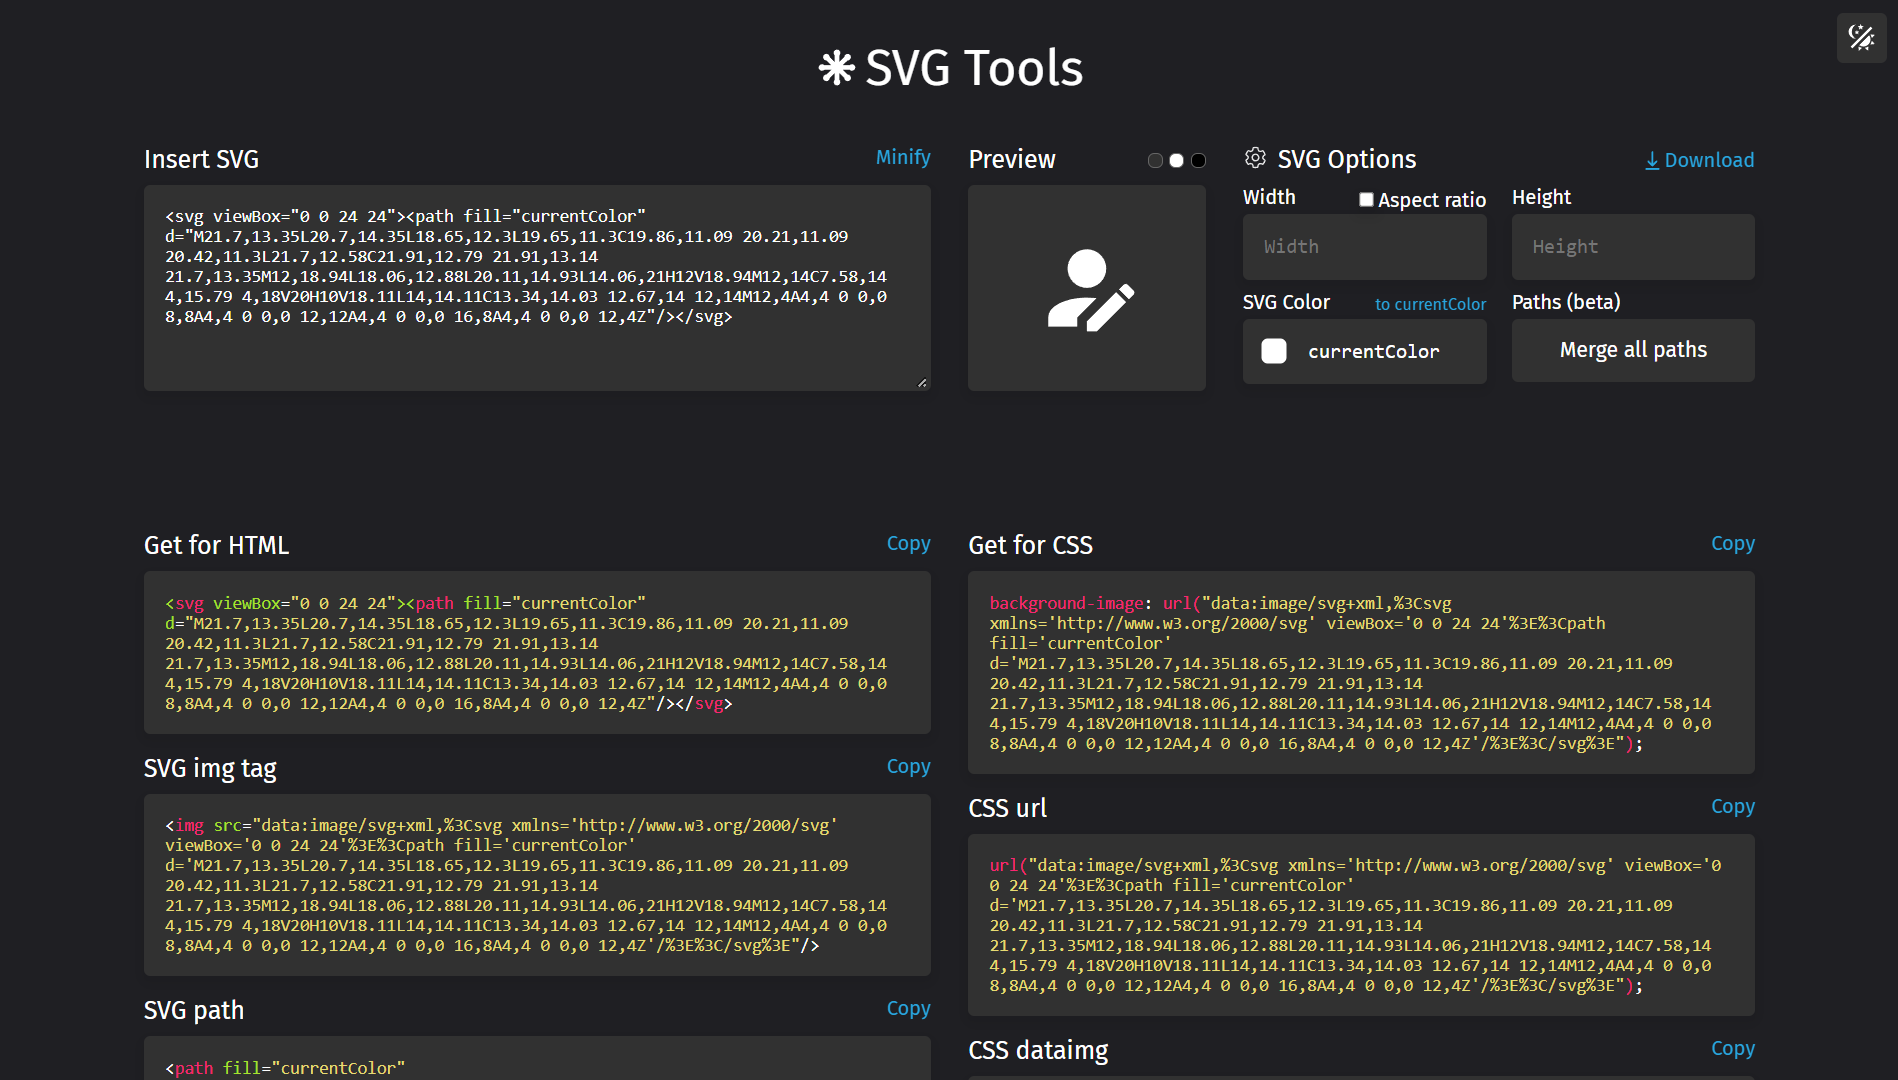 SVG Tools
Insert SVG
Minify
<svg viewBox="0 0 24 24"><path fill="currentColor"
d="M21.7,13.35L20.7,14.35L18.65,12.3L19.65,11.3C19.86,11.09 20.21,11.09
20.42,11.3L21.7,12.58C21.91,12.79 21.91,13.14
21.7,13.35M12,18.94L18.06,12.88L20.11,14.93L14.06,21H12V18.94M12,14C7.58,14
4,15.79 4,18V20H10V18.11L14,14.11C13.34,14.03 12.67,14 12,14M12,4A4,4 0 0,0
8,8A4,4 0 0,0 12,12A4,4 0 0,0 16,8A4,4 0 0,0 12,4Z"/></svg>
Preview
SVG Options
Download
Width
Aspect ratio
Height
Width
Height
SVG Color
to currentColor
Paths (beta)
currentColor
Merge all paths
Get for HTML
Copy
<svg viewBox="0 0 24 24"><path fill="currentColor"
d="M21.7,13.35L20.7,14.35L18.65,12.3L19.65,11.3C19.86,11.09 20.21,11.09
20.42,11.3L21.7,12.58C21.91,12.79 21.91,13.14
21.7,13.35M12,18.94L18.06,12.88L20.11,14.93L14.06,21H12V18.94M12,14C7.58,14
4,15.79 4,18V20H10V18.11L14,14.11C13.34,14.03 12.67,14 12,14M12,4A4,4 0 0,0
8,8A4,4 0 0,0 12,12A4,4 0 0,0 16,8A4,4 0 0,0 12,4Z"/></svg>
SVG img tag
Copy
<img src="data:image/svg+xml,%3Csvg xmlns='http://www.w3.org/2000/svg'
viewBox='0 0 24 24'%3E%3Cpath fill='currentColor'
d='M21.7,13.35L20.7,14.35L18.65,12.3L19.65,11.3C19.86,11.09 20.21,11.09
20.42,11.3L21.7,12.58C21.91,12.79 21.91,13.14
21.7,13.35M12,18.94L18.06,12.88L20.11,14.93L14.06,21H12V18.94M12,14C7.58,14
4,15.79 4,18V20H10V18.11L14,14.11C13.34,14.03 12.67,14 12,14M12,4A4,4 0 0,0
8,8A4,4 0 0,0 12,12A4,4 0 0,0 16,8A4,4 0 0,0 12,4Z'/%3E%3C/svg%3E"/>
SVG path
Copy
<path fill="currentColor"
Get for CSS
Copy
background-image: url("data:image/svg+xml,%3Csvg
xmlns='http://www.w3.org/2000/svg' viewBox='0 0 24 24'%3E%3Cpath
fill='currentColor'
d='M21.7,13.35L20.7,14.35L18.65,12.3L19.65,11.3C19.86,11.09 20.21,11.09
20.42,11.3L21.7,12.58C21.91,12.79 21.91,13.14
21.7,13.35M12,18.94L18.06,12.88L20.11,14.93L14.06,21H12V18.94M12,14C7.58,14
4,15.79 4,18V20H10V18.11L14,14.11C13.34,14.03 12.67,14 12,14M12,4A4,4 0 0,0
8,8A4,4 0 0,0 12,12A4,4 0 0,0 16,8A4,4 0 0,0 12,4Z'/%3E%3C/svg%3E");
CSS url
Copy
url("data:image/svg+xml,%3Csvg xmlns='http://www.w3.org/2000/svg' viewBox='0
0 24 24'%3E%3Cpath fill='currentColor'
d='M21.7,13.35L20.7,14.35L18.65,12.3L19.65,11.3C19.86,11.09 20.21,11.09
20.42,11.3L21.7,12.58C21.91,12.79 21.91,13.14
21.7,13.35M12,18.94L18.06,12.88L20.11,14.93L14.06,21H12V18.94M12,14C7.58,14
4,15.79 4,18V20H10V18.11L14,14.11C13.34,14.03 12.67,14 12,14M12,4A4,4 0 0,0
8,8A4,4 0 0,0 12,12A4,4 0 0,0 16,8A4,4 0 0,0 12,4Z'/%3E%3C/svg%3E");
CSS dataimg
Copy